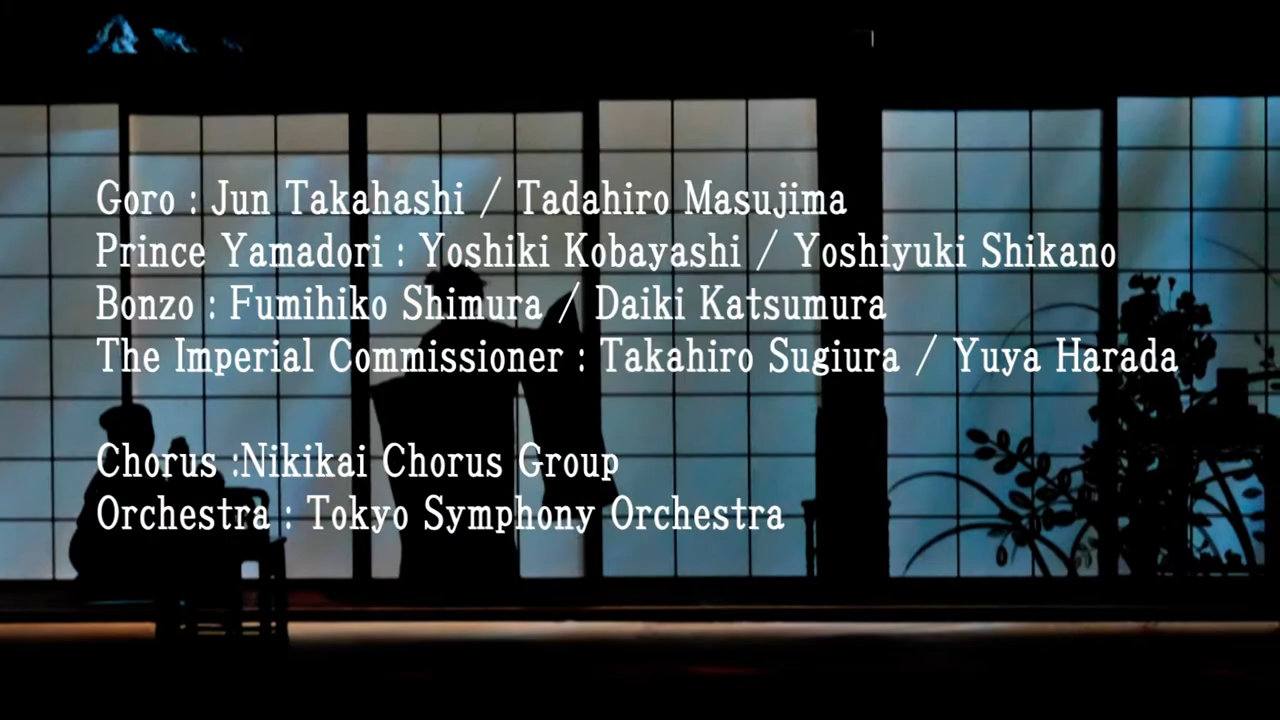 Goro : Jun Takahashi / Tadahiro Masujima
Prince Yamadori : Yoshiki Kobayashi / Yoshiyuki Shikano
Bonzo : Fumihiko Shimura / Daiki Katsumura
The Imperial Commissioner : Takahiro Sugiura / Yuya Harada
Chorus :Nikikai Chorus Group
Orchestra : Tokyo Symphony Orchestra